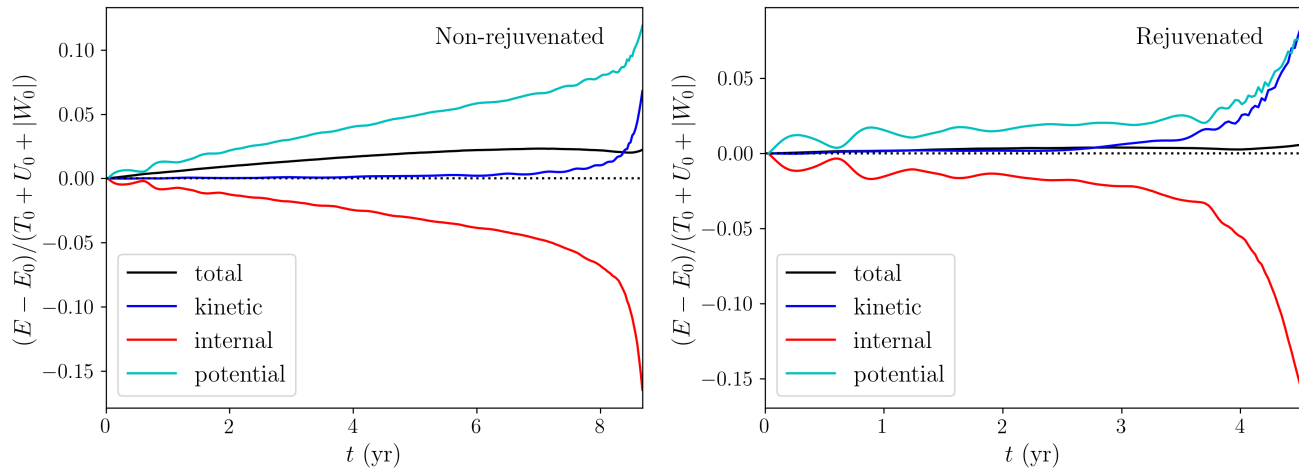 Non-rejuvenated
(E − E₀)/(T₀ + U₀ + |W₀|)
0.10
0.05
0.00
−0.05
−0.10
−0.15
total
kinetic
internal
potential
0
2
4
6
8
t (yr)
Rejuvenated
(E − E₀)/(T₀ + U₀ + |W₀|)
0.05
0.00
−0.05
−0.10
−0.15
total
kinetic
internal
potential
0
1
2
3
4
t (yr)